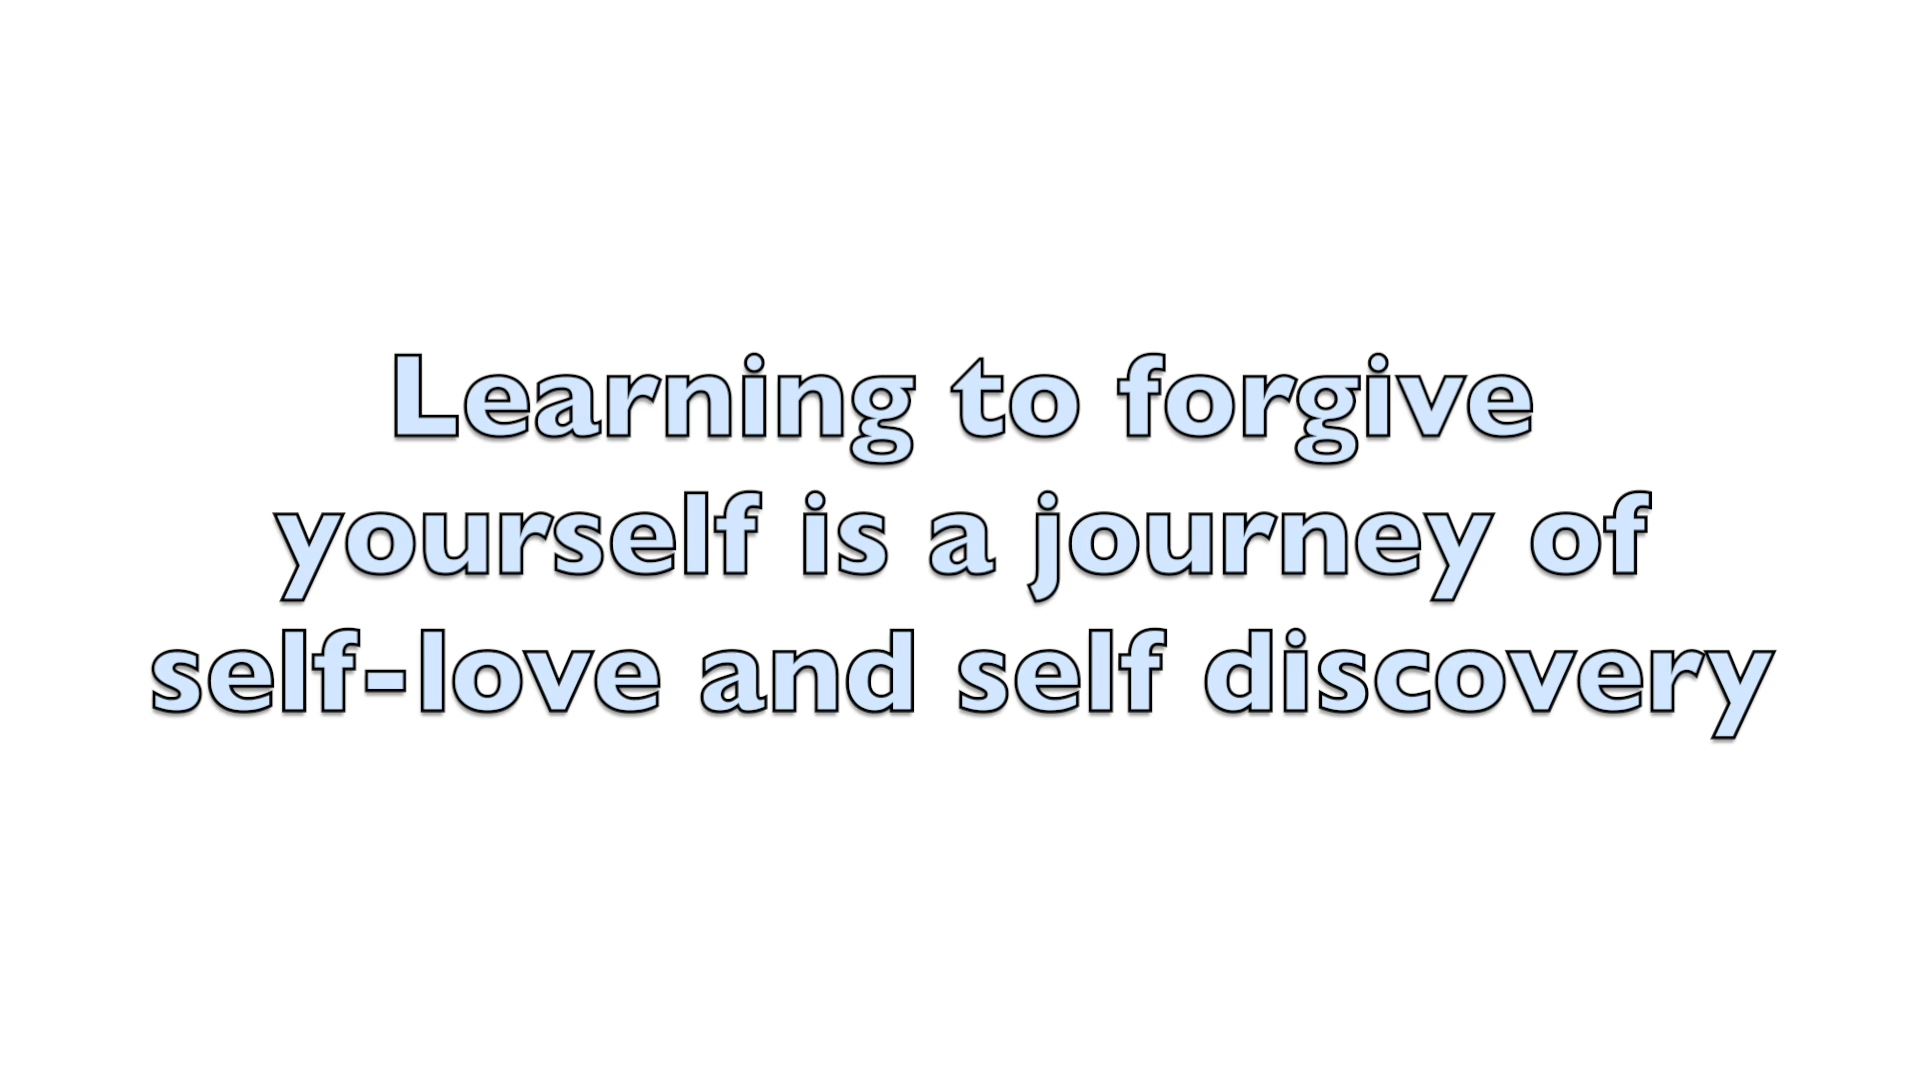 Learning to forgive
yourself is a journey of
self-love and self discovery